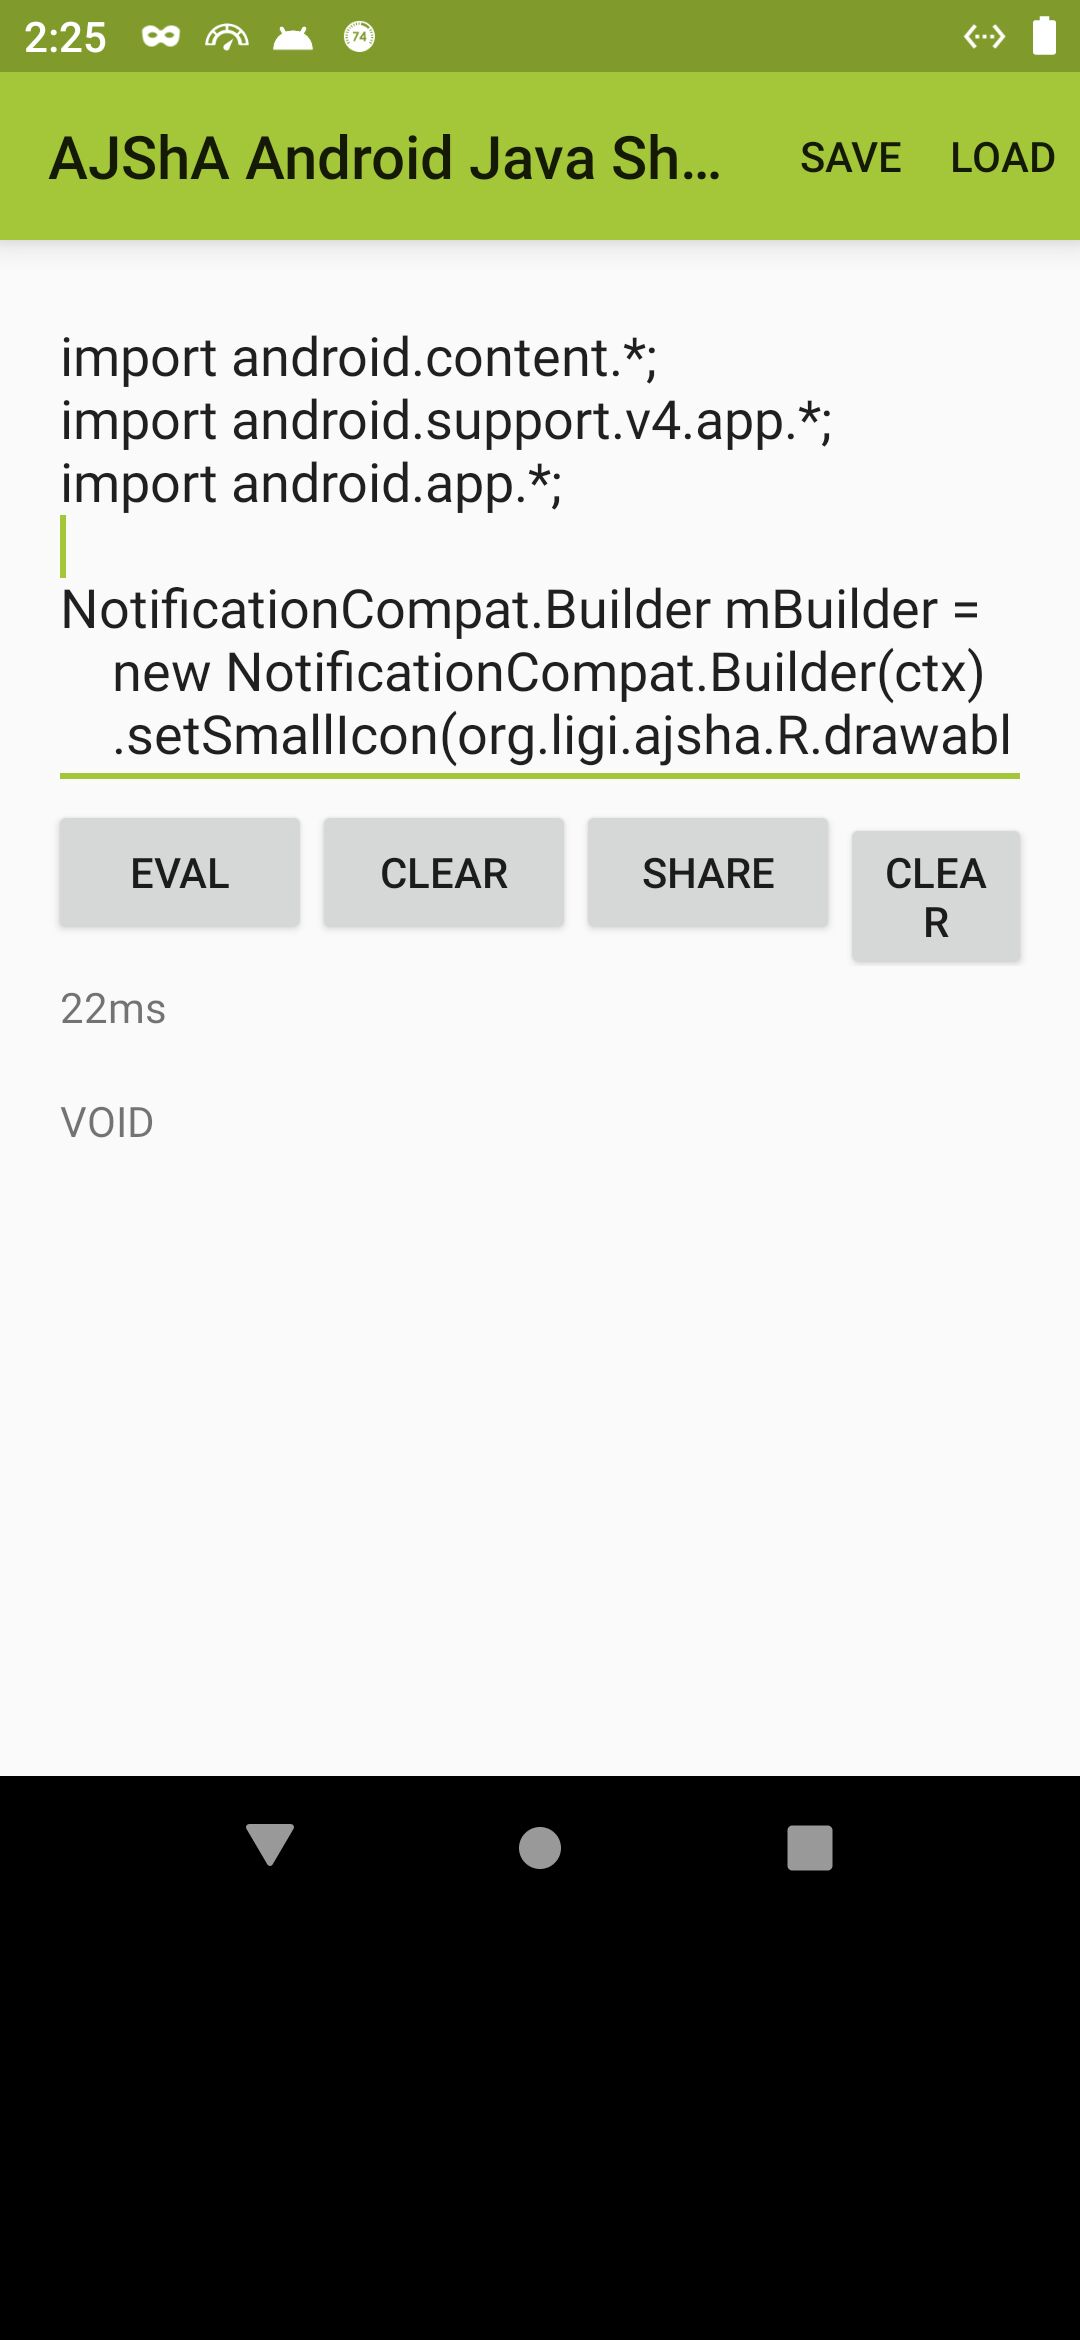 2:25
74
AJShA Android Java Sh...
SAVE
LOAD
import android.content.*;
import android.support.v4.app.*;
import android.app.*;
NotificationCompat.Builder mBuilder =
new NotificationCompat.Builder(ctx)
.setSmallIcon(org.ligi.ajsha.R.drawabl
EVAL
CLEAR
SHARE
CLEA
R
22ms
VOID